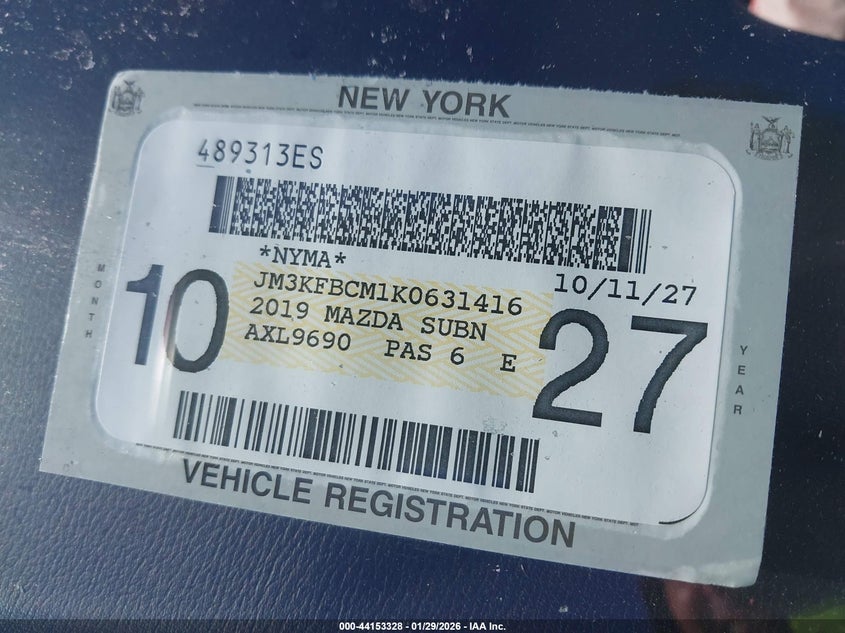 NEW YORK
489313ES
*NYMA*
10/11/27
JM3KFBCM1K0631416
2019 MAZDA SUBN
AXL9690 PAS 6 E
MONTH
10
27
YEAR
VEHICLE REGISTRATION
000-44153328 - 01/29/2026 - IAA Inc.